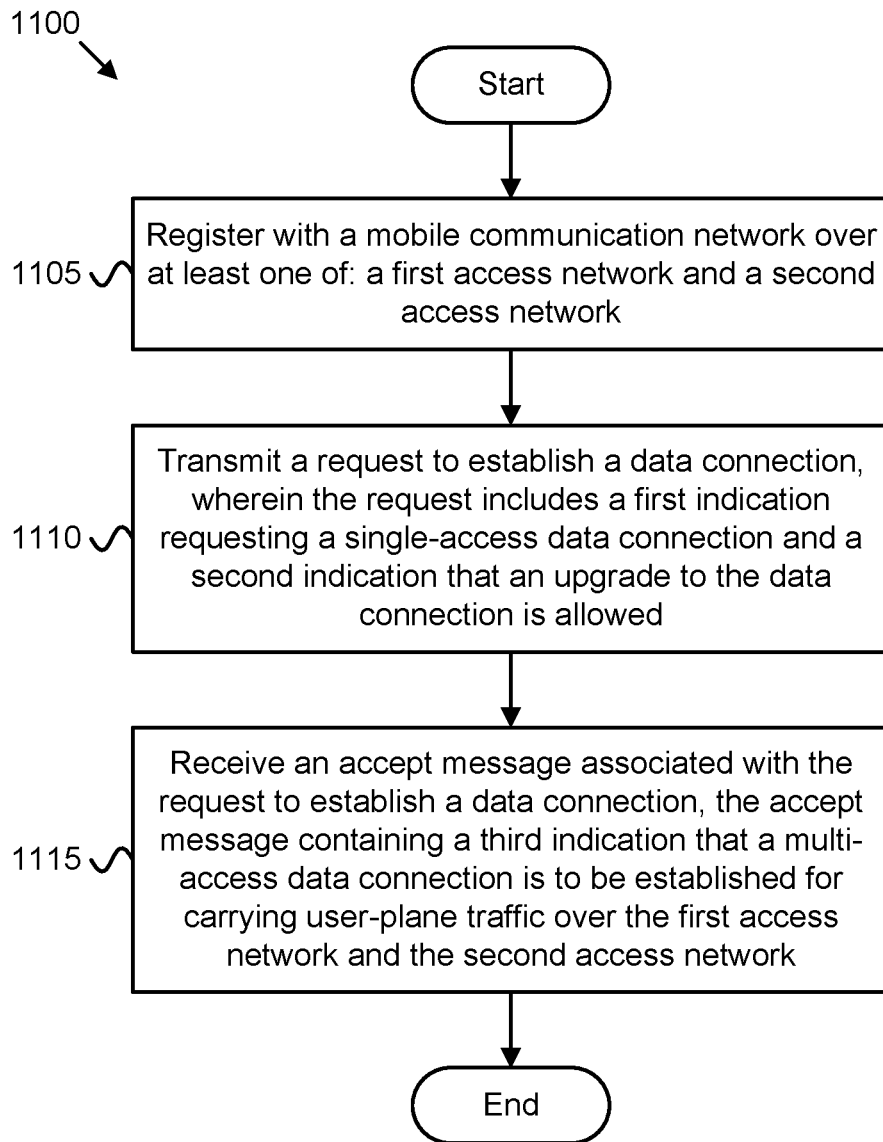 1100
Start
1105
Register with a mobile communication network over
at least one of: a first access network and a second
access network
1110
Transmit a request to establish a data connection,
wherein the request includes a first indication
requesting a single-access data connection and a
second indication that an upgrade to the data
connection is allowed
1115
Receive an accept message associated with the
request to establish a data connection, the accept
message containing a third indication that a multi-
access data connection is to be established for
carrying user-plane traffic over the first access
network and the second access network
End